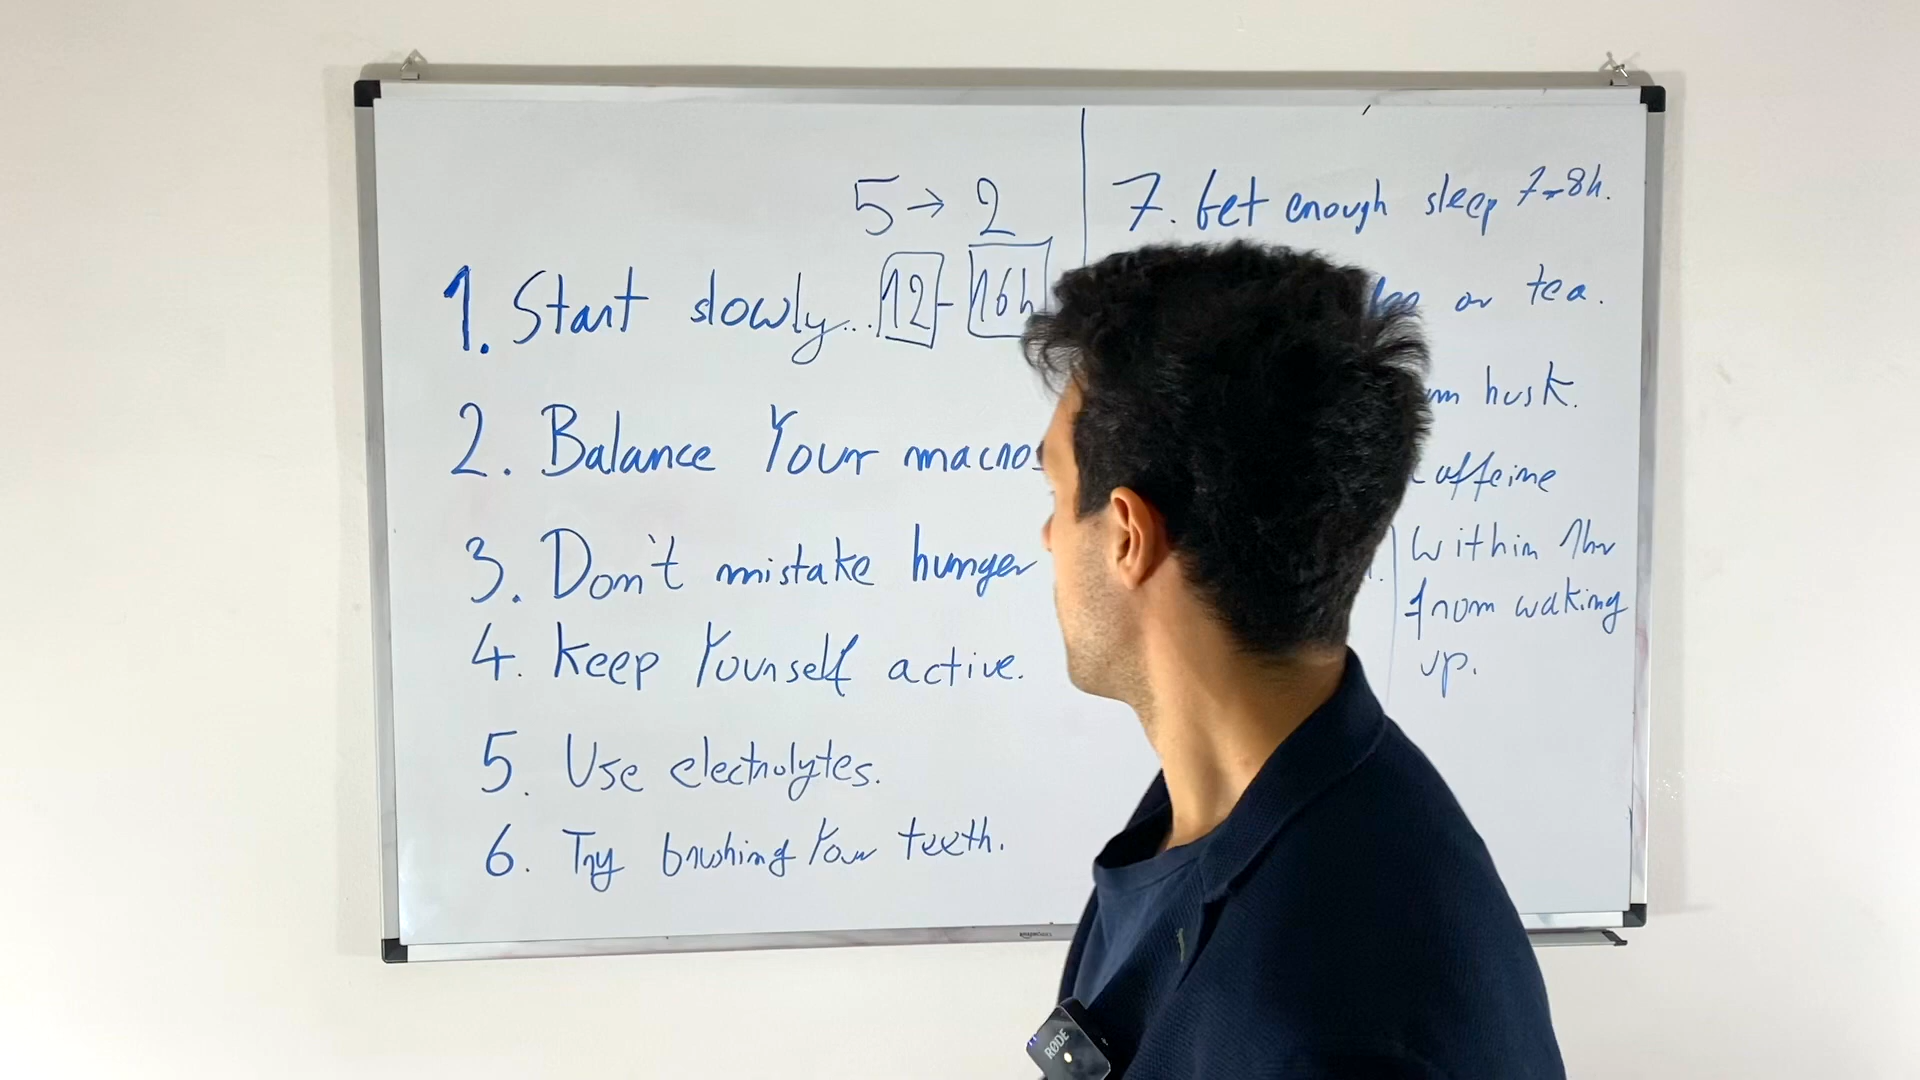 5 → 2
1. Start slowly... 12 - 16h
2. Balance Your macros
3. Don't mistake hunger
4. Keep Yourself active.
5. Use electrolytes.
6. Try brushing Your teeth.
7. Get enough sleep 7-8h.
or tea.
husk.
caffeine
Within 1hr
from waking
up.
RØDE